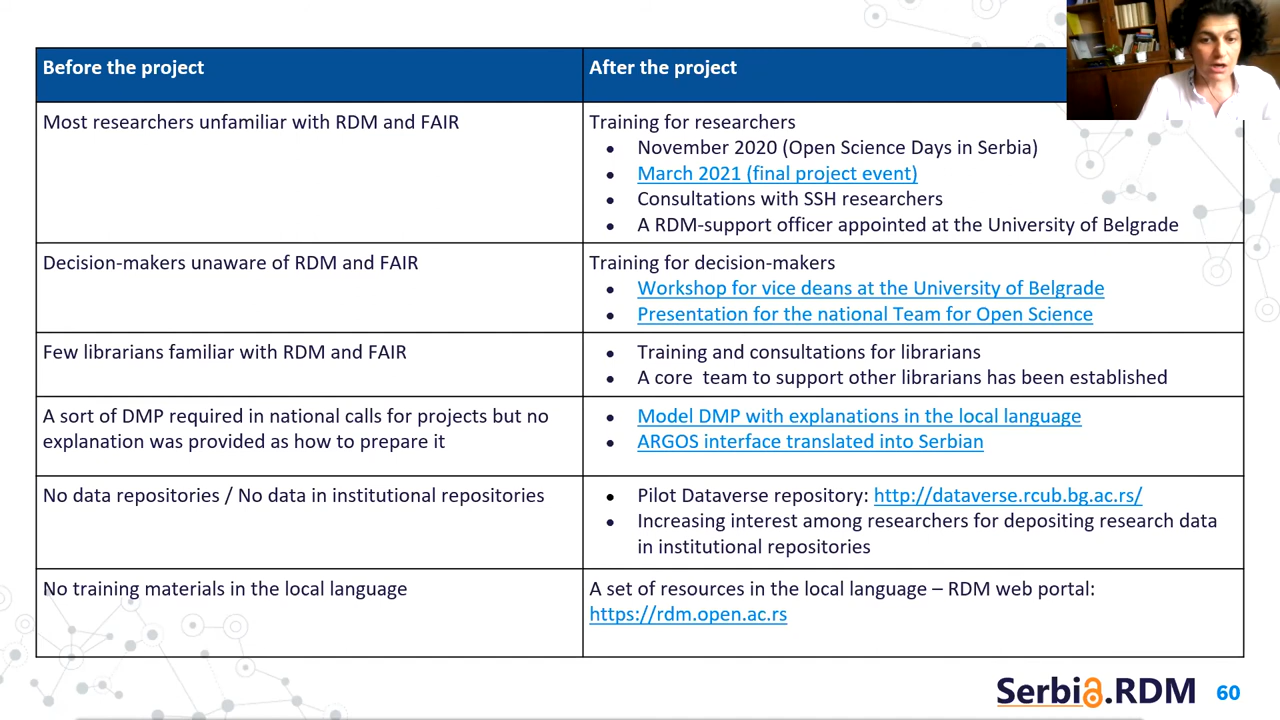 Before the project
After the project
Most researchers unfamiliar with RDM and FAIR
Training for researchers
● November 2020 (Open Science Days in Serbia)
● March 2021 (final project event)
● Consultations with SSH researchers
● A RDM-support officer appointed at the University of Belgrade
Decision-makers unaware of RDM and FAIR
Training for decision-makers
● Workshop for vice deans at the University of Belgrade
● Presentation for the national Team for Open Science
Few librarians familiar with RDM and FAIR
● Training and consultations for librarians
● A core team to support other librarians has been established
A sort of DMP required in national calls for projects but no
explanation was provided as how to prepare it
● Model DMP with explanations in the local language
● ARGOS interface translated into Serbian
No data repositories / No data in institutional repositories
● Pilot Dataverse repository: http://dataverse.rcub.bg.ac.rs/
● Increasing interest among researchers for depositing research data
in institutional repositories
No training materials in the local language
A set of resources in the local language – RDM web portal:
https://rdm.open.ac.rs
Serbia.RDM
60